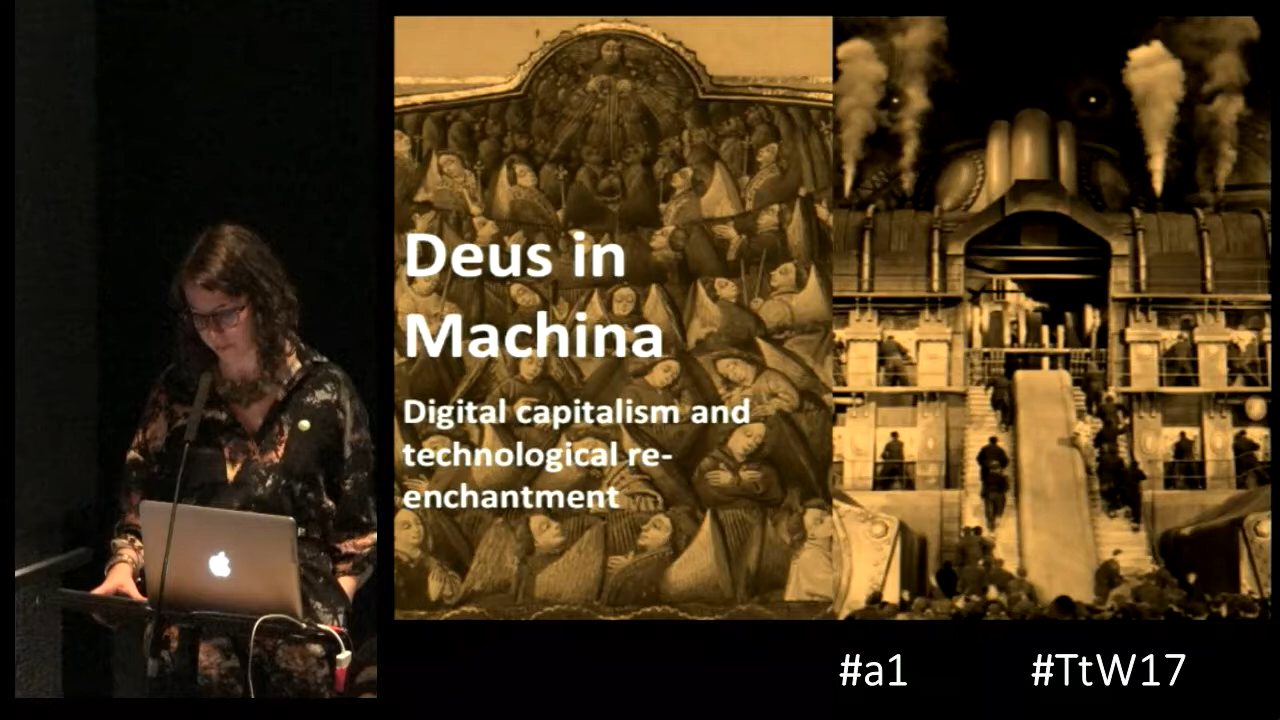 Deus in
Machina
Digital capitalism and
technological re-
enchantment
#a1 #TtW17